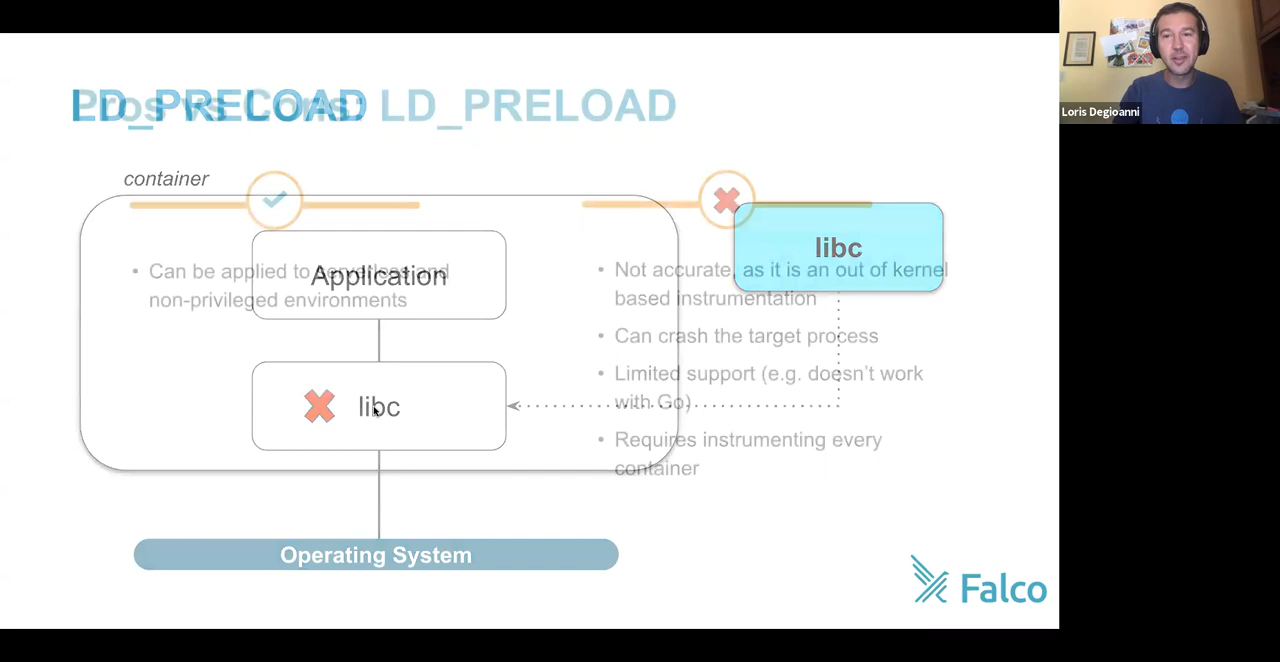 LD_PRELOAD
Pros vs Cons: LD_PRELOAD
container
Application
libc
libc
Operating System
• Can be applied to serverless and
non-privileged environments
• Not accurate, as it is an out of kernel
based instrumentation
• Can crash the target process
• Limited support (e.g. doesn't work
with Go)
• Requires instrumenting every
container
Falco
Loris Degioanni